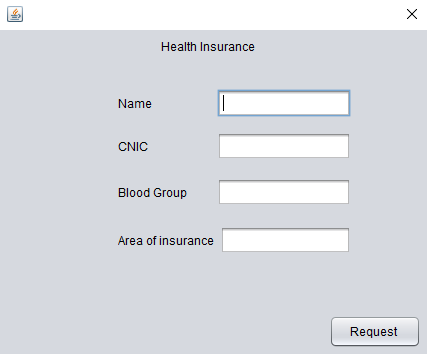 Health Insurance
Name
CNIC
Blood Group
Area of insurance
Request